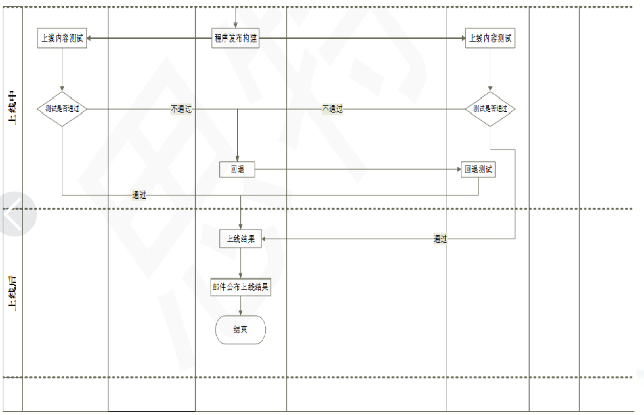 上线内容测试
程序发布构建
上线内容测试
上线中
测试是否通过
不通过
不通过
测试是否通过
回退
回退测试
通过
上线结果
通过
上线后
邮件公布上线结果
结束